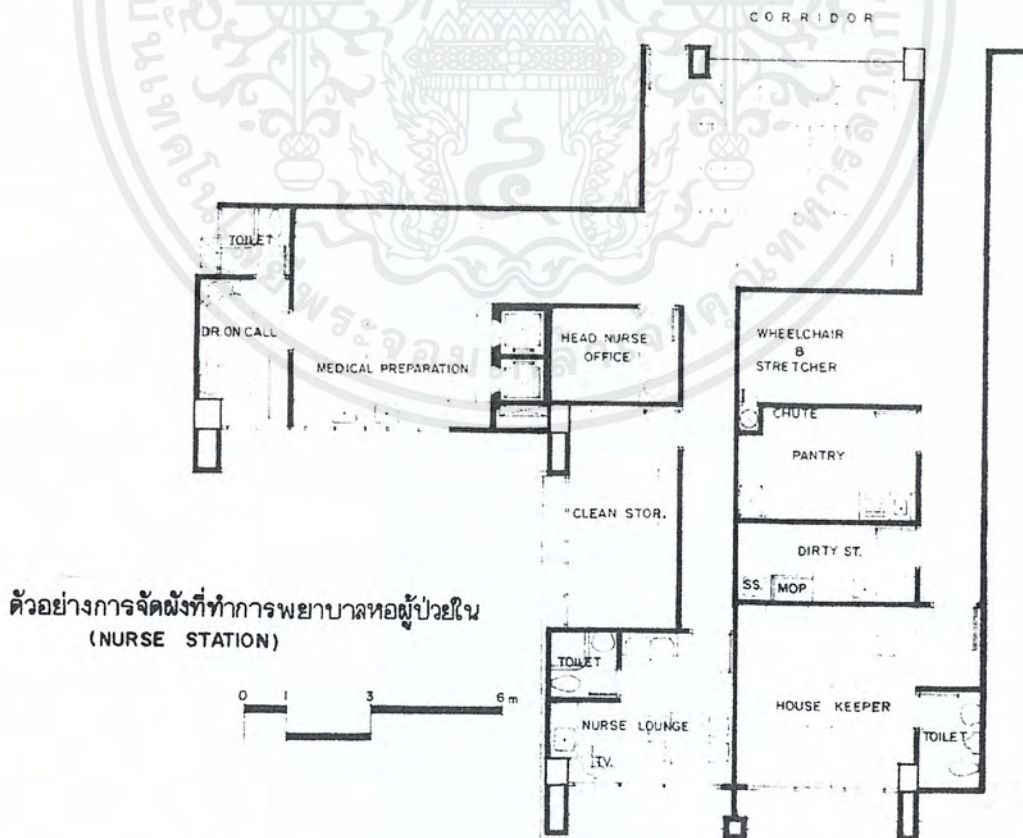 CORRIDOR
TOILET
DR.ON CALL
MEDICAL PREPARATION
HEAD NURSE
OFFICE
WHEELCHAIR
&
STRETCHER
CHUTE
PANTRY
CLEAN STOR.
DIRTY ST.
SS.
MOP
ตัวอย่างการจัดผังที่ทำการพยาบาลหอผู้ป่วยใน
(NURSE STATION)
0 1 3 6 m
TOILET
NURSE LOUNGE
T.V.
HOUSE KEEPER
TOILET